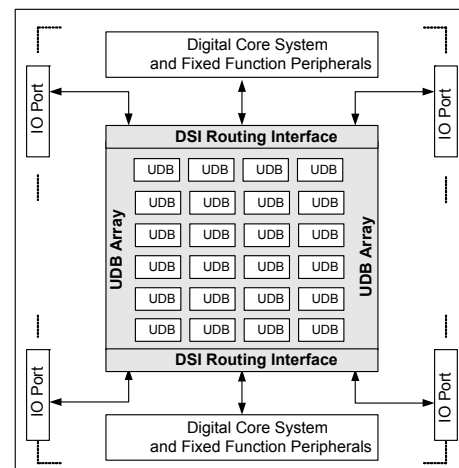 Digital Core System
and Fixed Function Peripherals
IO Port
IO Port
DSI Routing Interface
UDB Array
UDB UDB UDB UDB
UDB UDB UDB UDB
UDB UDB UDB UDB
UDB UDB UDB UDB
UDB UDB UDB UDB
UDB UDB UDB UDB
UDB Array
DSI Routing Interface
IO Port
IO Port
Digital Core System
and Fixed Function Peripherals